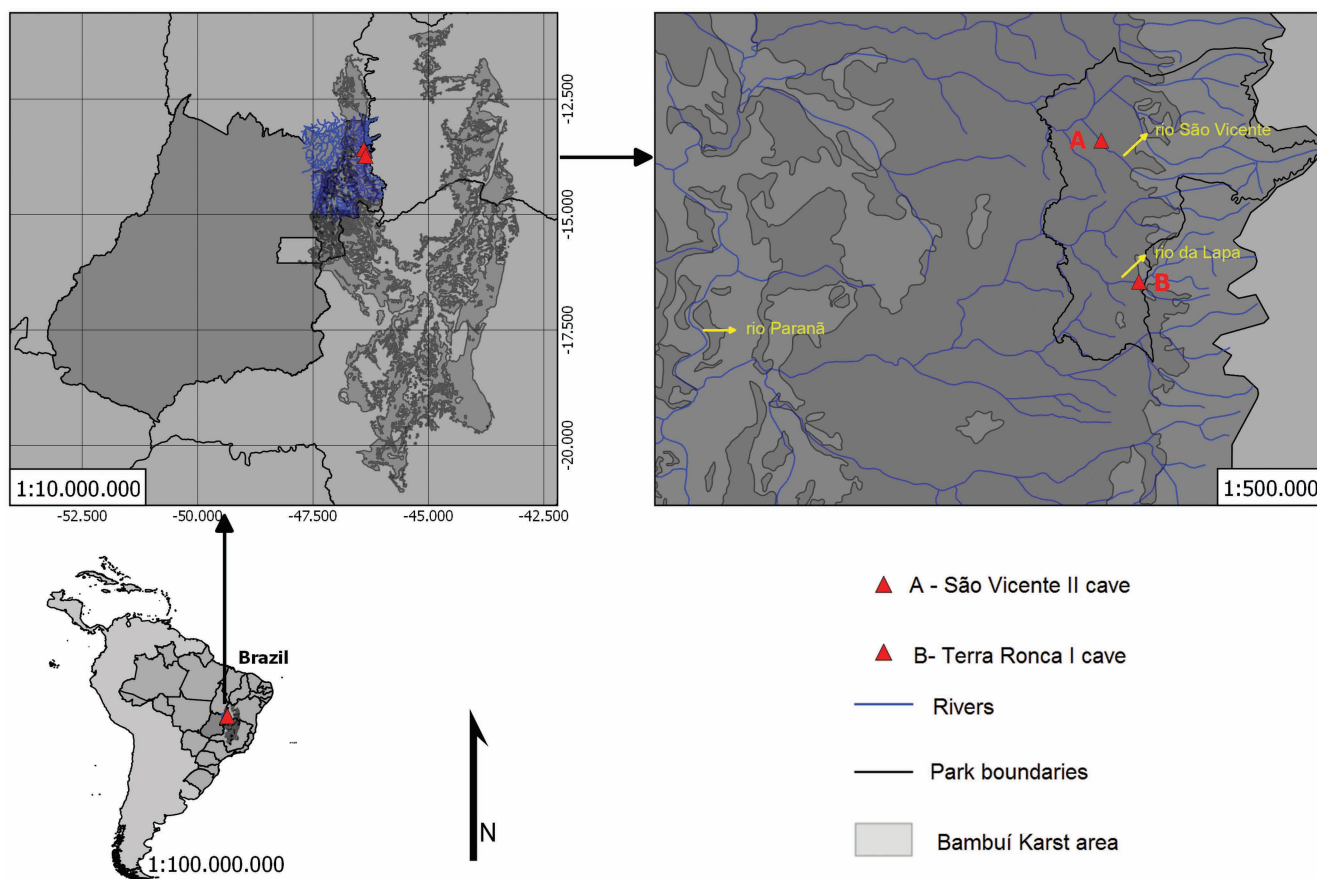 -12.500
-15.000
-17.500
-20.000
1:10.000.000
-52.500
-50.000
-47.500
-45.000
-42.500
A
rio São Vicente
rio da Lapa
B
rio Paranã
1:500.000
Brazil
1:100.000.000
N
A - São Vicente II cave
B- Terra Ronca I cave
Rivers
Park boundaries
Bambuí Karst area